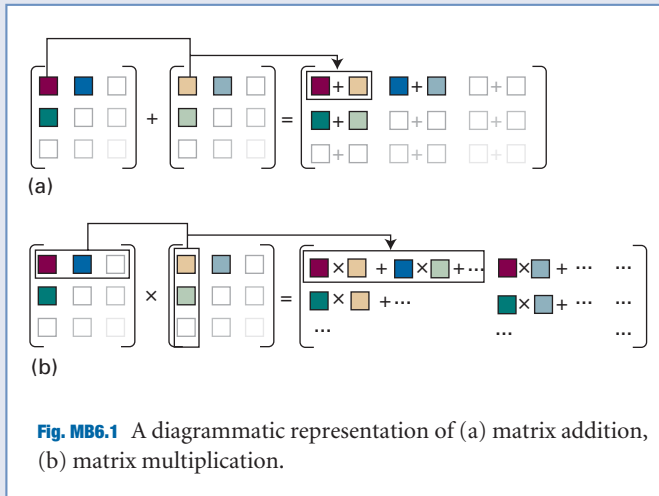 + = + + +
+ + +
+ + +
(a)
× = × + × +... × + ... ...
× +... × + ... ...
... ... ...
(b)
Fig. MB6.1 A diagrammatic representation of (a) matrix addition,
(b) matrix multiplication.